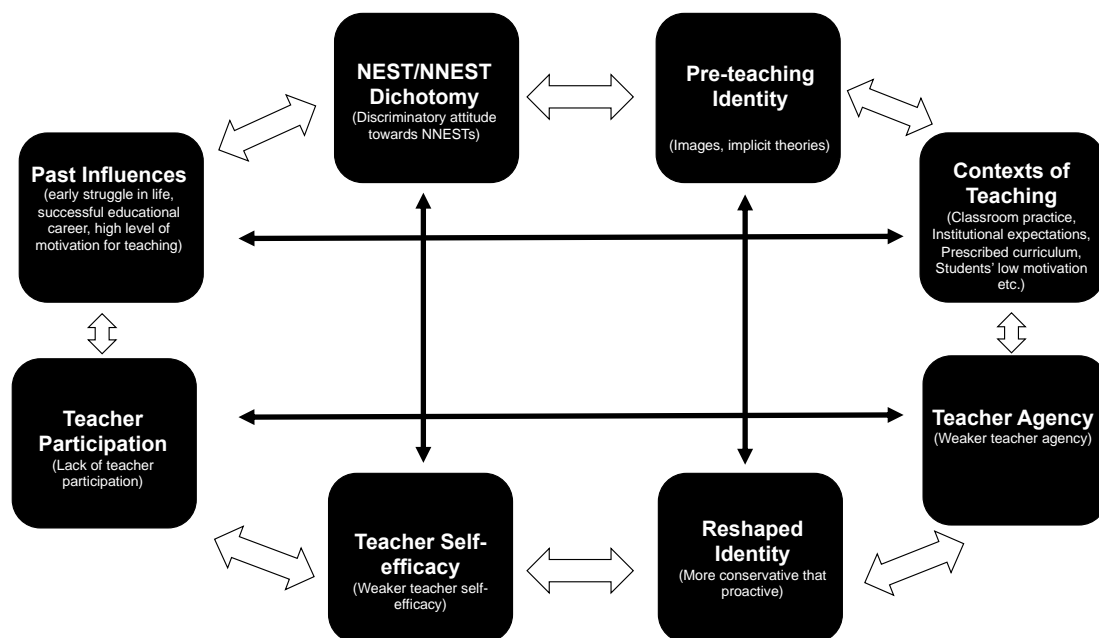 NEST/NNEST
Dichotomy
(Discriminatory attitude
towards NNESTs)
Pre-teaching
Identity
(Images, implicit theories)
Past Influences
(early struggle in life,
successful educational
career, high level of
motivation for teaching)
Contexts of
Teaching
(Classroom practice,
Institutional expectations,
Prescribed curriculum,
Students' low motivation
etc.)
Teacher
Participation
(Lack of teacher
participation)
Teacher Agency
(Weaker teacher agency)
Teacher Self-
efficacy
(Weaker teacher self-
efficacy)
Reshaped
Identity
(More conservative that
proactive)